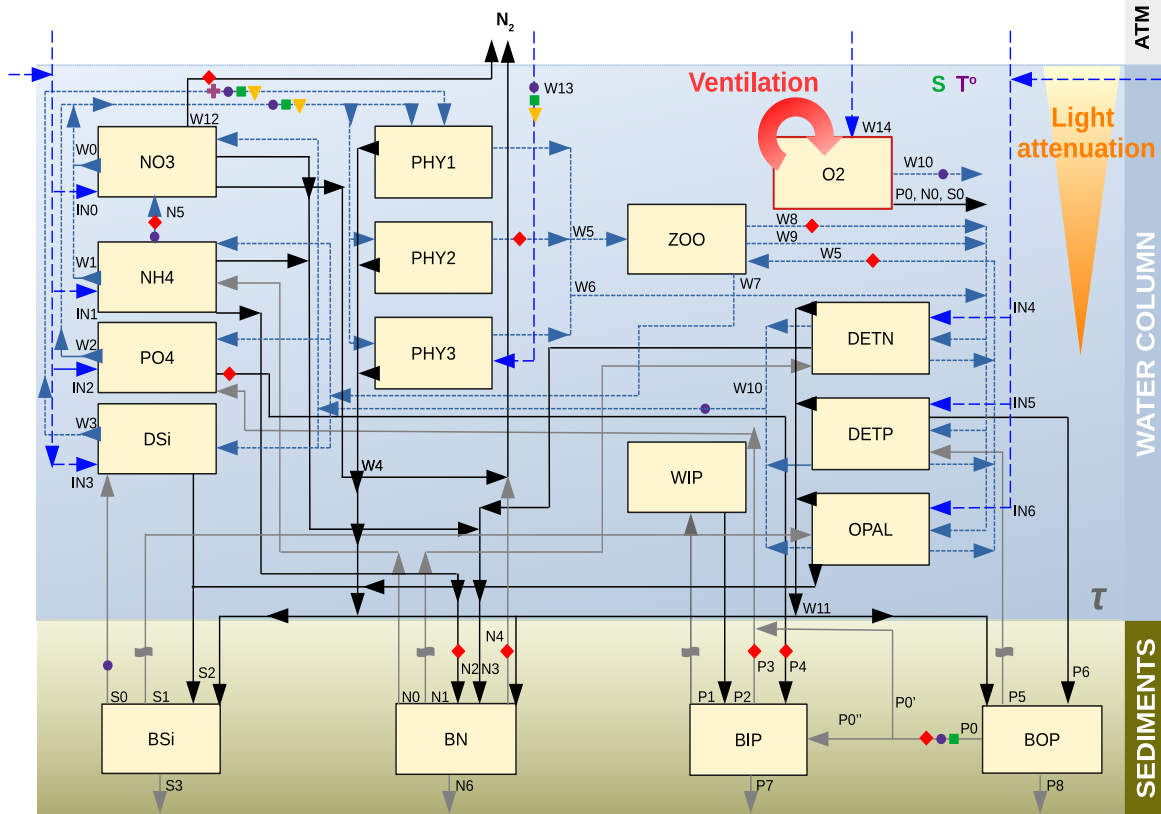 ATM
N2
W13
Ventilation
S T°
W12
W14
Light
attenuation
W0
NO3
PHY1
O2
W10
P0, N0, S0
IN0
N5
W8
W5
ZOO
W9
W1
NH4
PHY2
W5
W7
W6
IN1
IN4
W2
PO4
PHY3
DETN
IN2
W10
IN5
W3
DSi
DETP
IN3
W4
WIP
IN6
OPAL
WATER COLUMN
τ
W11
N4
S2
N2
N3
P3
P4
P6
S0
S1
N0
N1
P1
P2
P0'
P5
P0''
P0
BSi
BN
BIP
BOP
S3
N6
P7
P8
SEDIMENTS